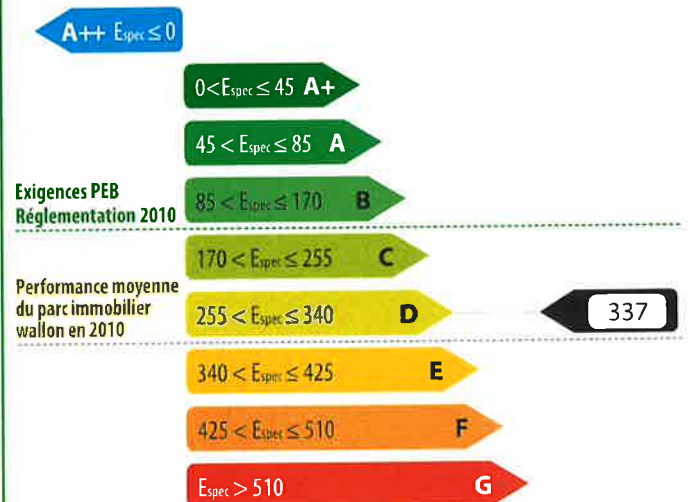 A++ Espec ≤ 0
0 < Espec ≤ 45 A+
45 < Espec ≤ 85 A
Exigences PEB
Réglementation 2010
85 < Espec ≤ 170 B
170 < Espec ≤ 255 C
Performance moyenne
du parc immobilier
wallon en 2010
255 < Espec ≤ 340 D
337
340 < Espec ≤ 425 E
425 < Espec ≤ 510 F
Espec > 510 G